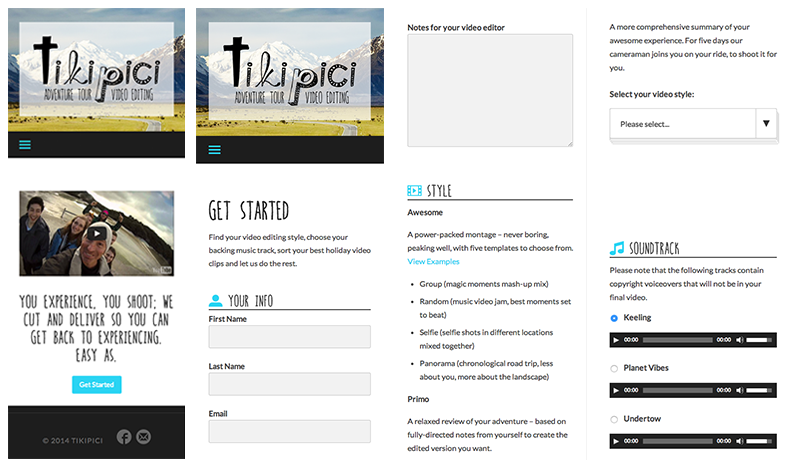 tikipici
ADVENTURE TOUR VIDEO EDITING
YOU EXPERIENCE, YOU SHOOT; WE
CUT AND DELIVER SO YOU CAN
GET BACK TO EXPERIENCING.
EASY AS.
Get Started
© 2014 TIKIPICI
tikipici
ADVENTURE TOUR VIDEO EDITING
GET STARTED
Find your video editing style, choose your
backing music track, sort your best holiday video
clips and let us do the rest.
YOUR INFO
First Name
Last Name
Email
Notes for your video editor
STYLE
Awesome
A power-packed montage – never boring,
peaking well, with five templates to choose from.
View Examples
• Group (magic moments mash-up mix)
• Random (music video jam, best moments set
to beat)
• Selfie (selfie shots in different locations
mixed together)
• Panorama (chronological road trip, less
about you, more about the landscape)
Primo
A relaxed review of your adventure – based on
fully-directed notes from yourself to create the
edited version you want.
A more comprehensive summary of your
awesome experience. For five days our
cameraman joins you on your ride, to shoot it for
you.
Select your video style:
Please select...
SOUNDTRACK
Please note that the following tracks contain
copyright voiceovers that will not be in your
final video.
Keeling
00:00 00:00
Planet Vibes
00:00 00:00
Undertow
00:00 00:00